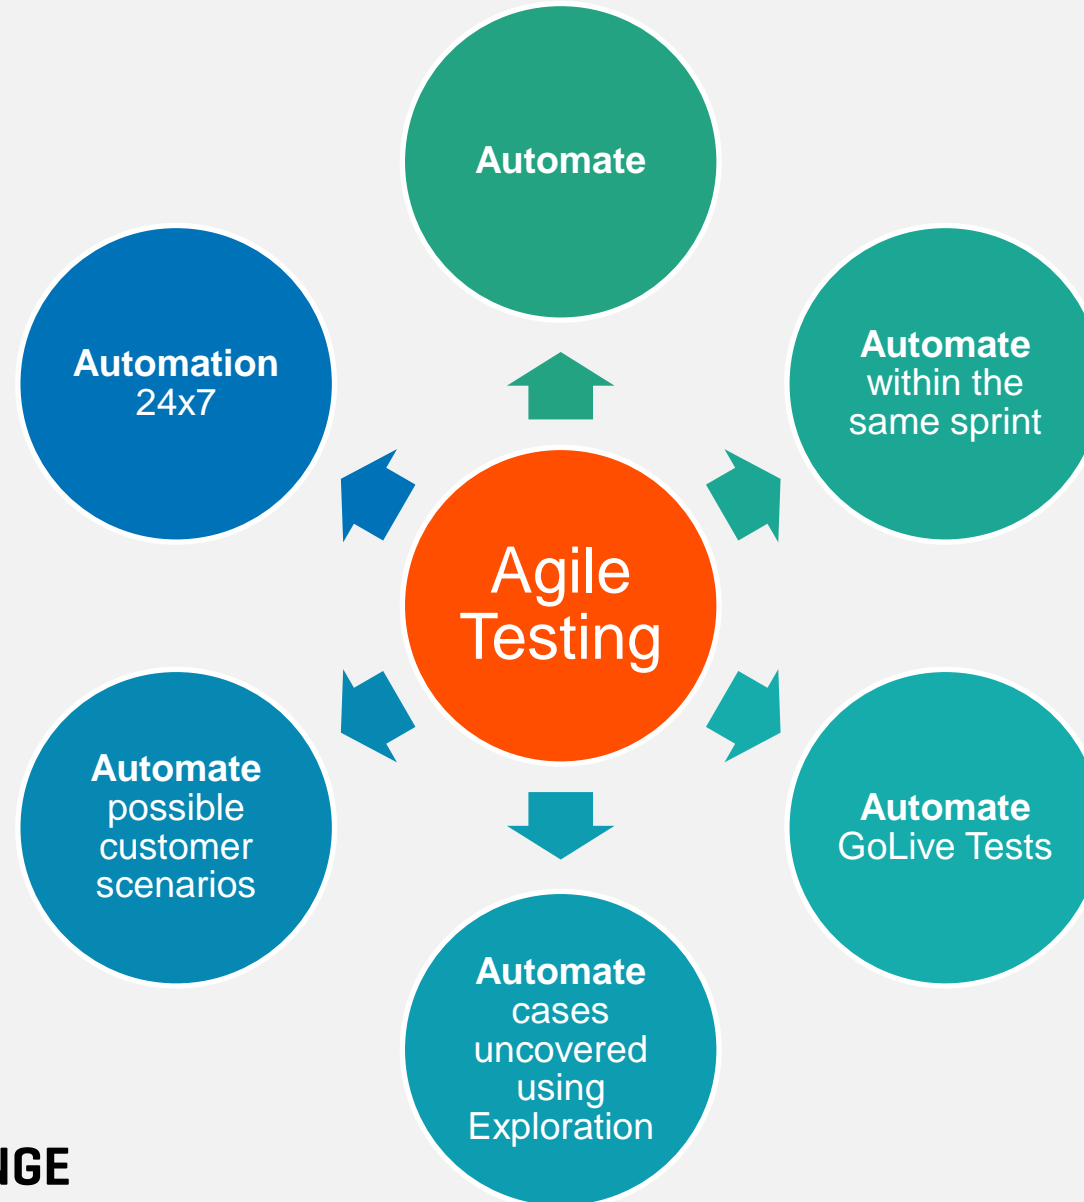 Automate
Automation
24x7
Automate
within the
same sprint
Agile
Testing
Automate
possible
customer
scenarios
Automate
GoLive Tests
Automate
cases
uncovered
using
Exploration
NGE